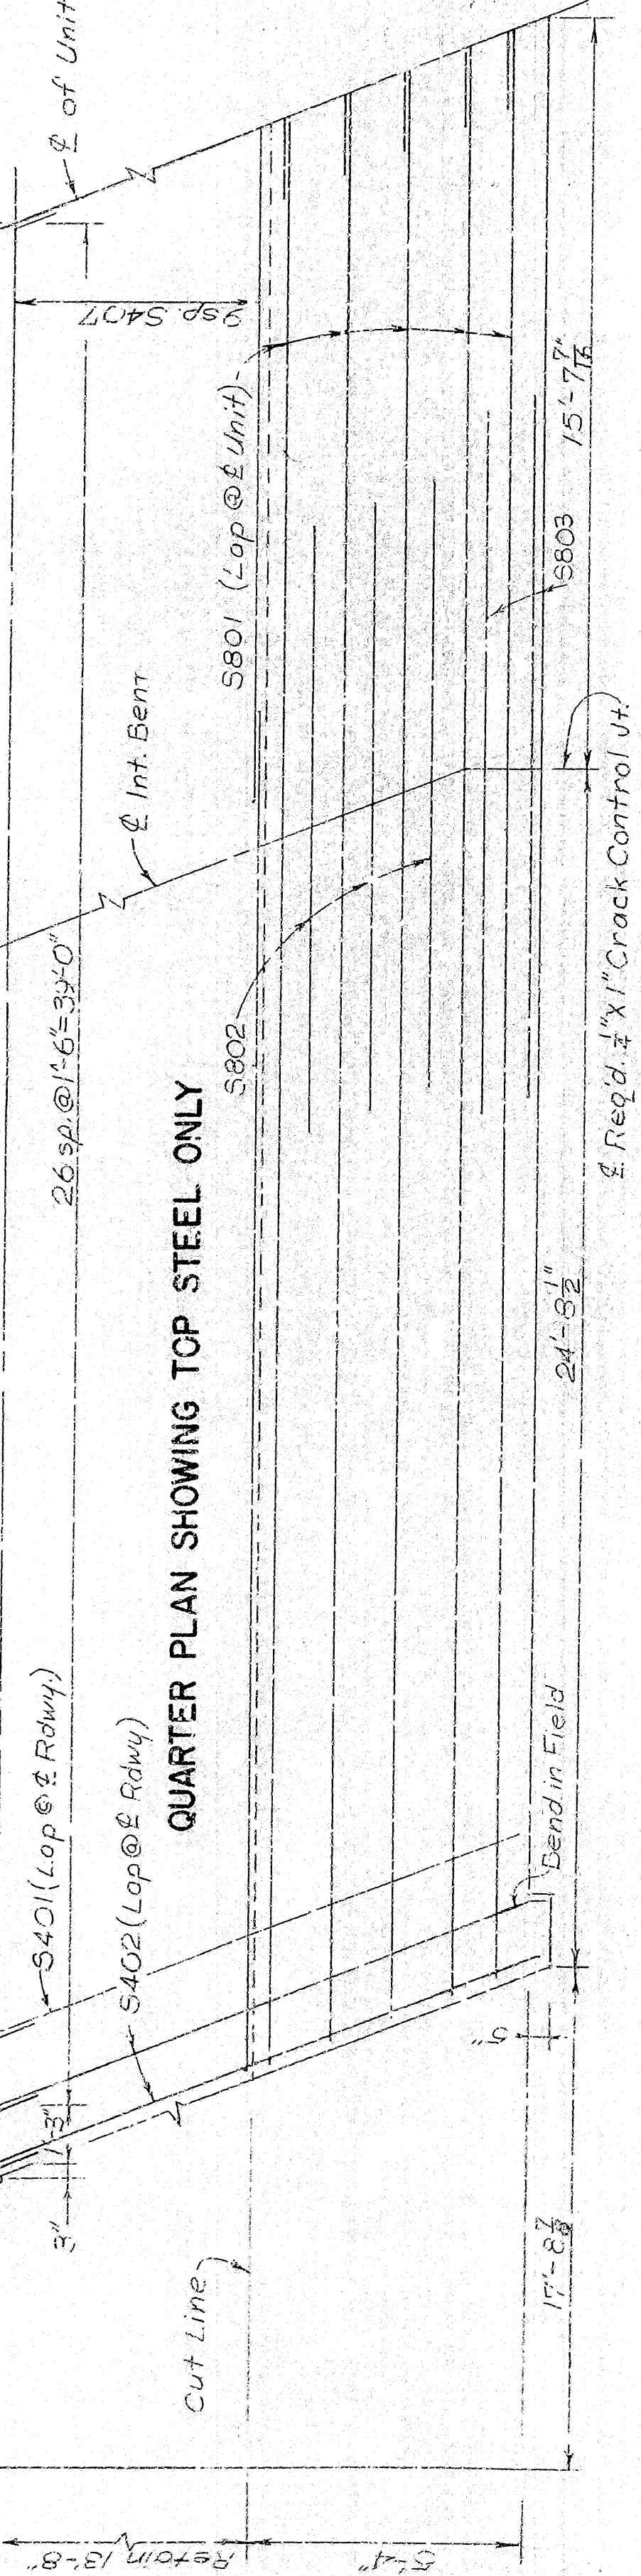 ℄ of Unit
9 sp. S407
S801 (Lap @ ℄ Unit)
15'-7 7/16"
S803
℄ Int. Bent
℄ Req'd. 1/4" x 1" Crack Control Jt.
26 sp. @ 1'-6" = 39'-0"
S802
QUARTER PLAN SHOWING TOP STEEL ONLY
24'-8 1/2"
S401 (Lap @ ℄ Rdwy.)
S402 (Lap @ ℄ Rdwy)
Bend in Field
5"
1'-3"
3"
Cut Line
17'-8 7/8"
Retain 13'-8"